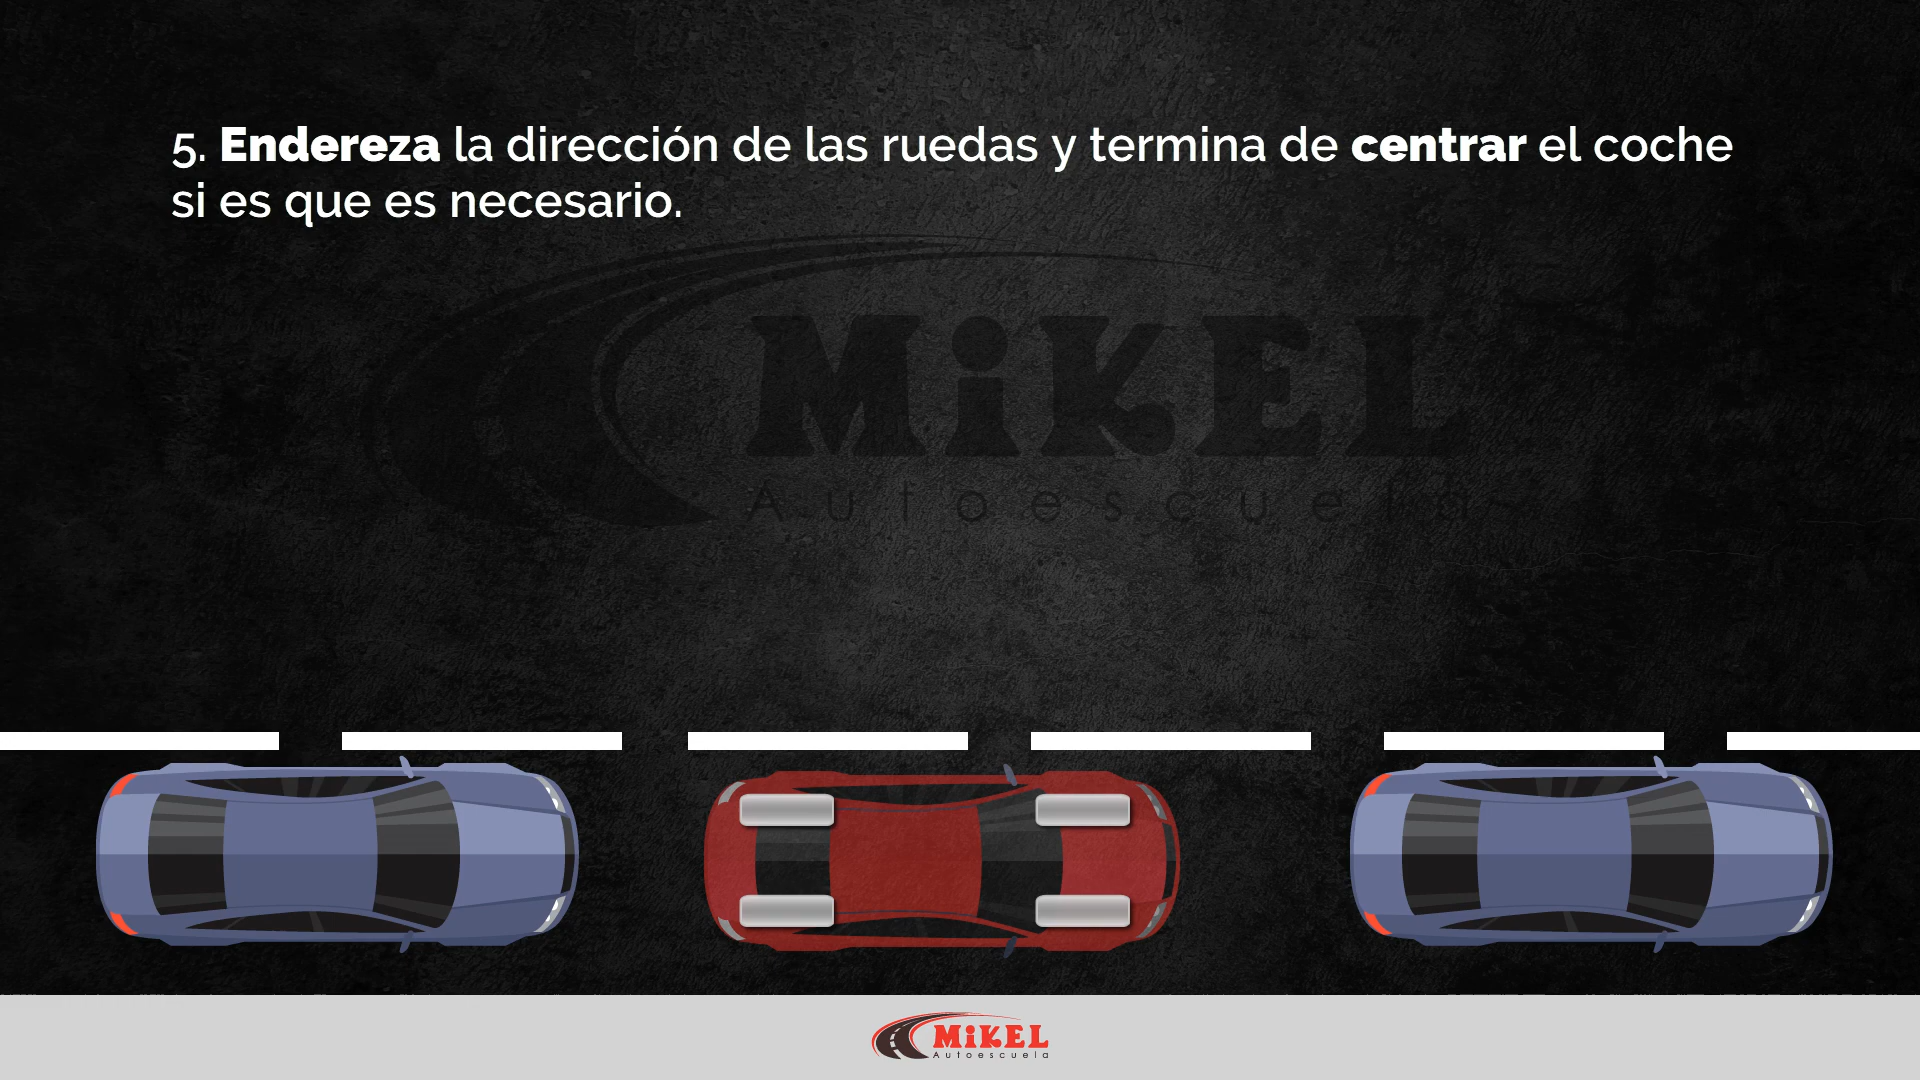 5. Endereza la dirección de las ruedas y termina de centrar el coche
si es que es necesario.
MiKEL
Autoescuela
MiKEL
Autoescuela